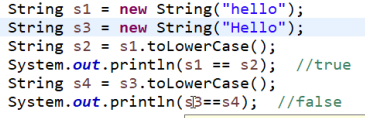 String s1 = new String("hello");
String s3 = new String("Hello");
String s2 = s1.toLowerCase();
System.out.println(s1 == s2);  //true
String s4 = s3.toLowerCase();
System.out.println(s3==s4);  //false